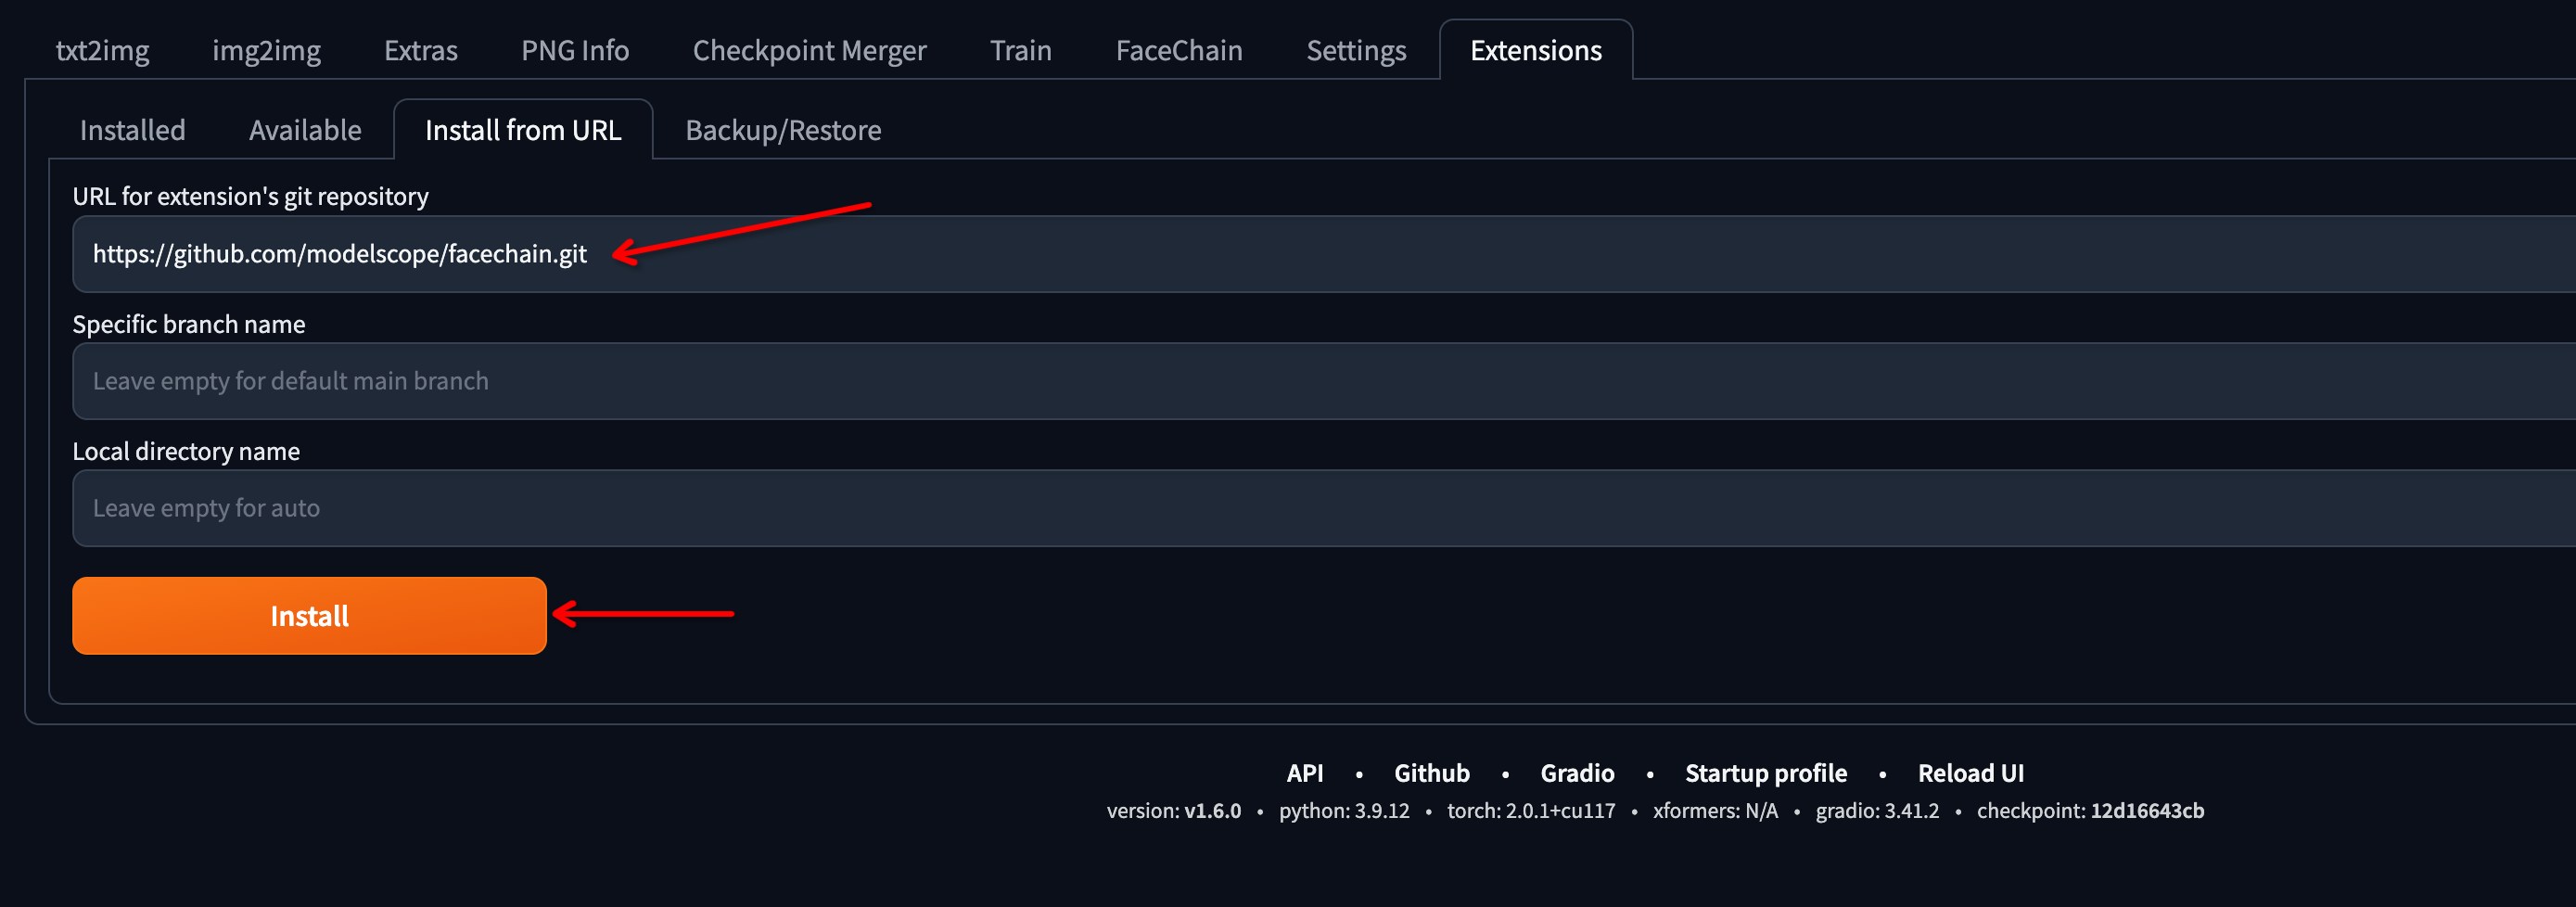 txt2img img2img Extras PNG Info Checkpoint Merger Train FaceChain Settings Extensions
Installed Available Install from URL Backup/Restore
URL for extension's git repository
https://github.com/modelscope/facechain.git
Specific branch name
Leave empty for default main branch
Local directory name
Leave empty for auto
Install
API • Github • Gradio • Startup profile • Reload UI
version: v1.6.0 • python: 3.9.12 • torch: 2.0.1+cu117 • xformers: N/A • gradio: 3.41.2 • checkpoint: 12d16643cb